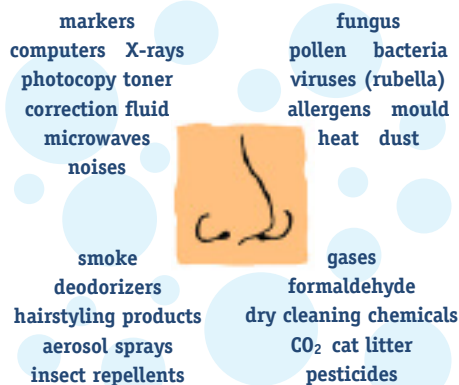 markers
computers X-rays
photocopy toner
correction fluid
microwaves
noises
fungus
pollen bacteria
viruses (rubella)
allergens mould
heat dust
smoke
deodorizers
hairstyling products
aerosol sprays
insect repellents
gases
formaldehyde
dry cleaning chemicals
CO₂ cat litter
pesticides